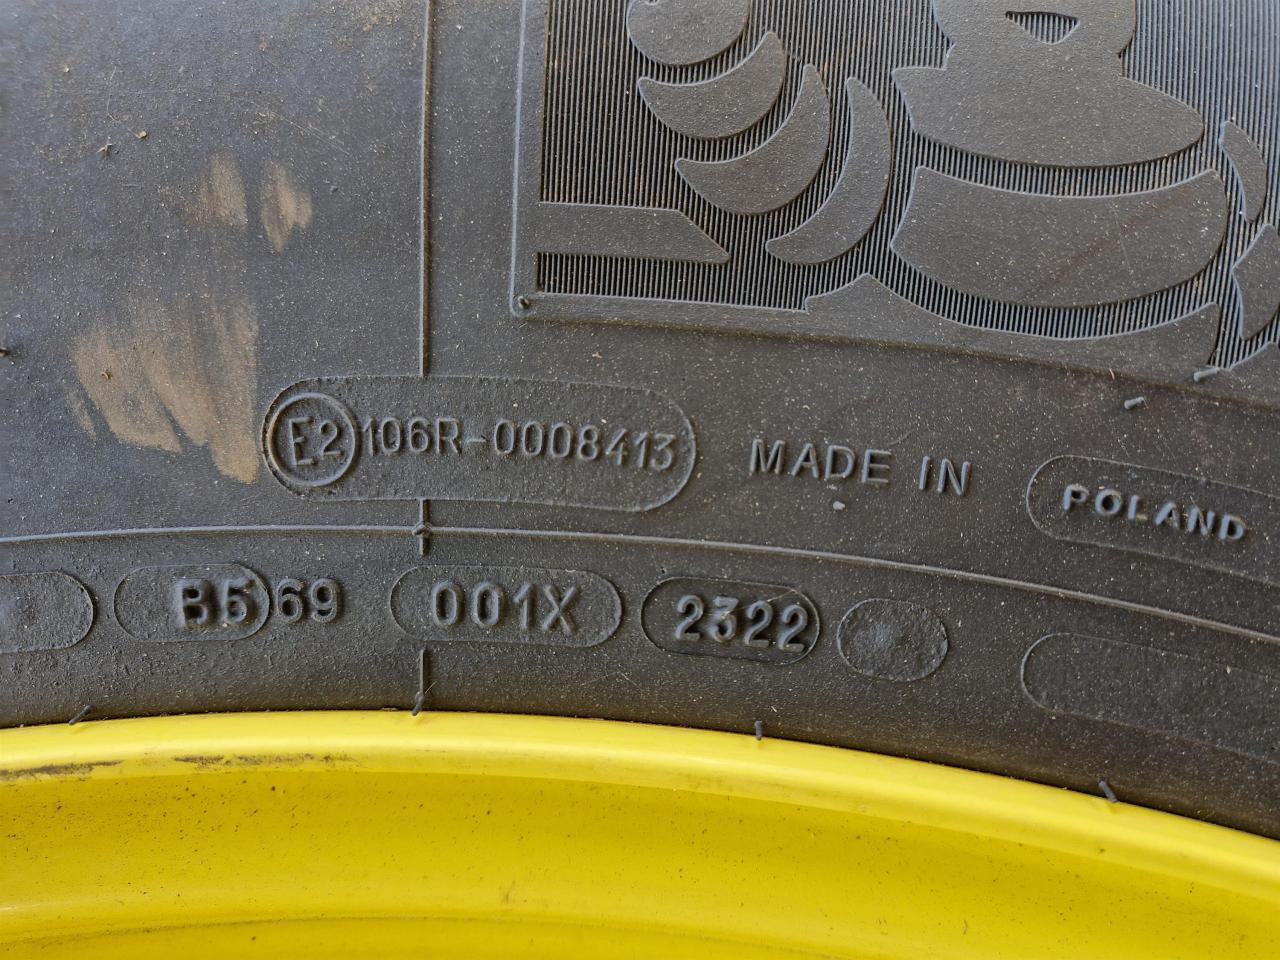 E2 106R-0008413 MADE IN POLAND
B569 001X 2322